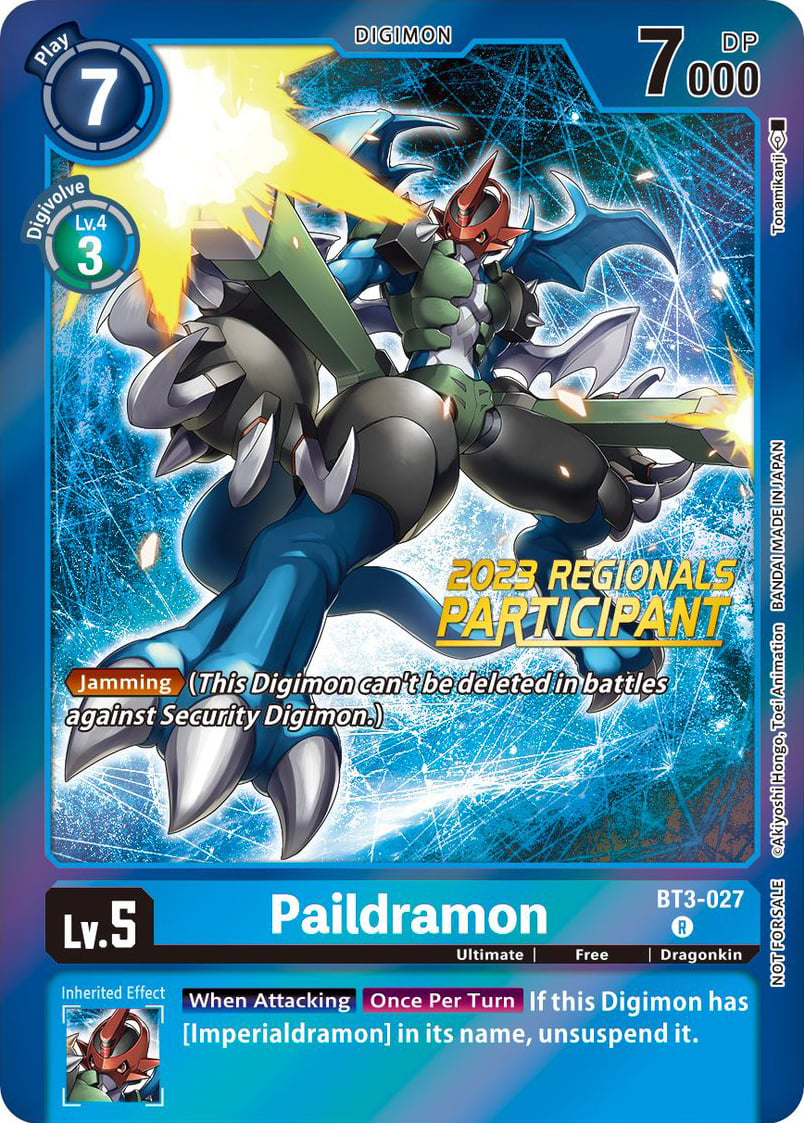 Play
7
DIGIMON
7000
DP
Digivolve
Lv.4
3
Tonamikanji
2023 REGIONALS
PARTICIPANT
Jamming (This Digimon can't be deleted in battles
against Security Digimon.)
©Akiyoshi Hongo, Toei Animation BANDAI MADE IN JAPAN
NOT FOR SALE
Lv.5
Paildramon
BT3-027
R
Ultimate | Free | Dragonkin
Inherited Effect
When Attacking Once Per Turn If this Digimon has
[Imperialdramon] in its name, unsuspend it.